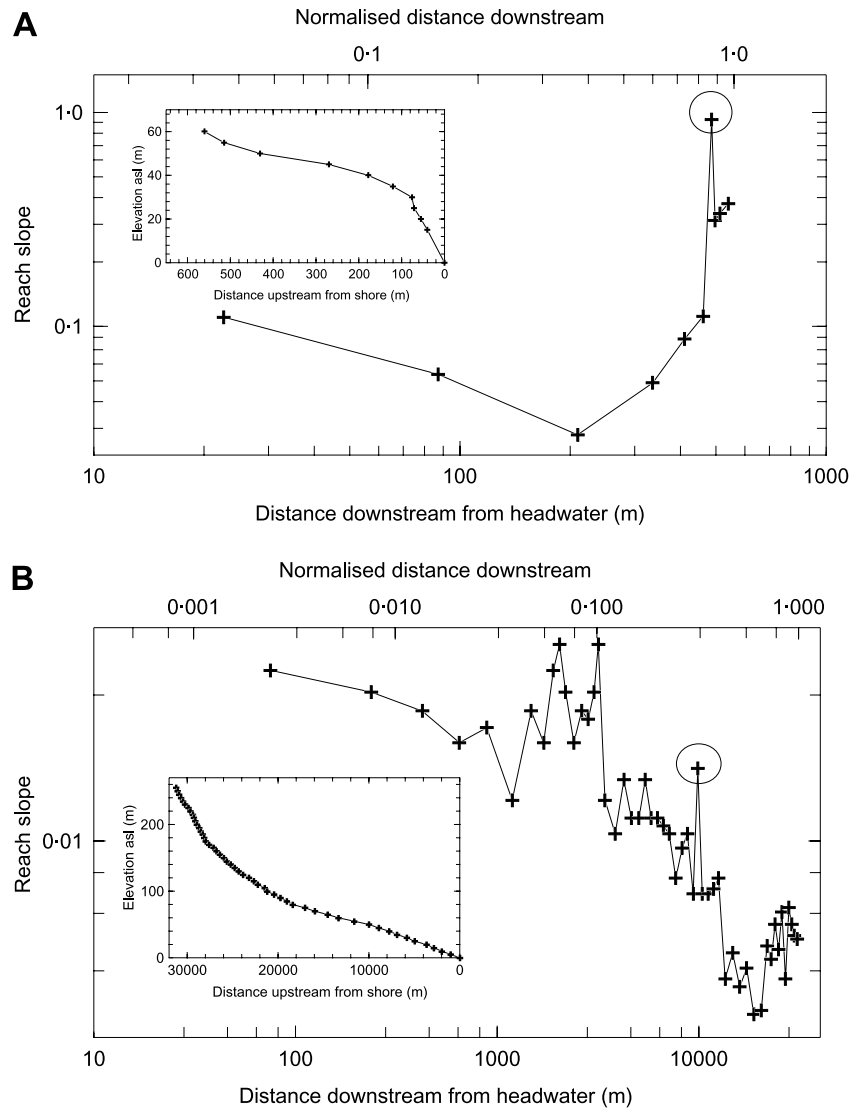 A
Normalised distance downstream
0·1 1·0
1·0
0·1
Reach slope
60
40
20
0
Elevation asl (m)
600 500 400 300 200 100 0
Distance upstream from shore (m)
10 100 1000
Distance downstream from headwater (m)
B
Normalised distance downstream
0·001 0·010 0·100 1·000
0·01
Reach slope
200
100
0
Elevation asl (m)
30000 20000 10000 0
Distance upstream from shore (m)
10 100 1000 10000
Distance downstream from headwater (m)